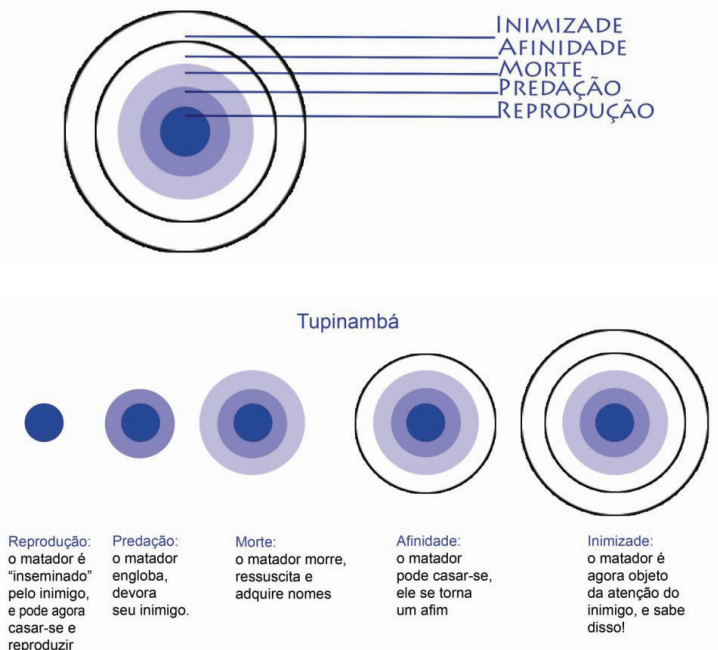 INIMIZADE
AFINIDADE
MORTE
PREDAÇÃO
REPRODUÇÃO
Tupinambá
Reprodução:
o matador é
“inseminado”
pelo inimigo,
e pode agora
casar-se e
reproduzir
Predação:
o matador
engloba,
devora
seu inimigo.
Morte:
o matador morre,
ressuscita e
adquire nomes
Afinidade:
o matador
pode casar-se,
ele se torna
um afim
Inimizade:
o matador é
agora objeto
da atenção do
inimigo, e sabe
disso!